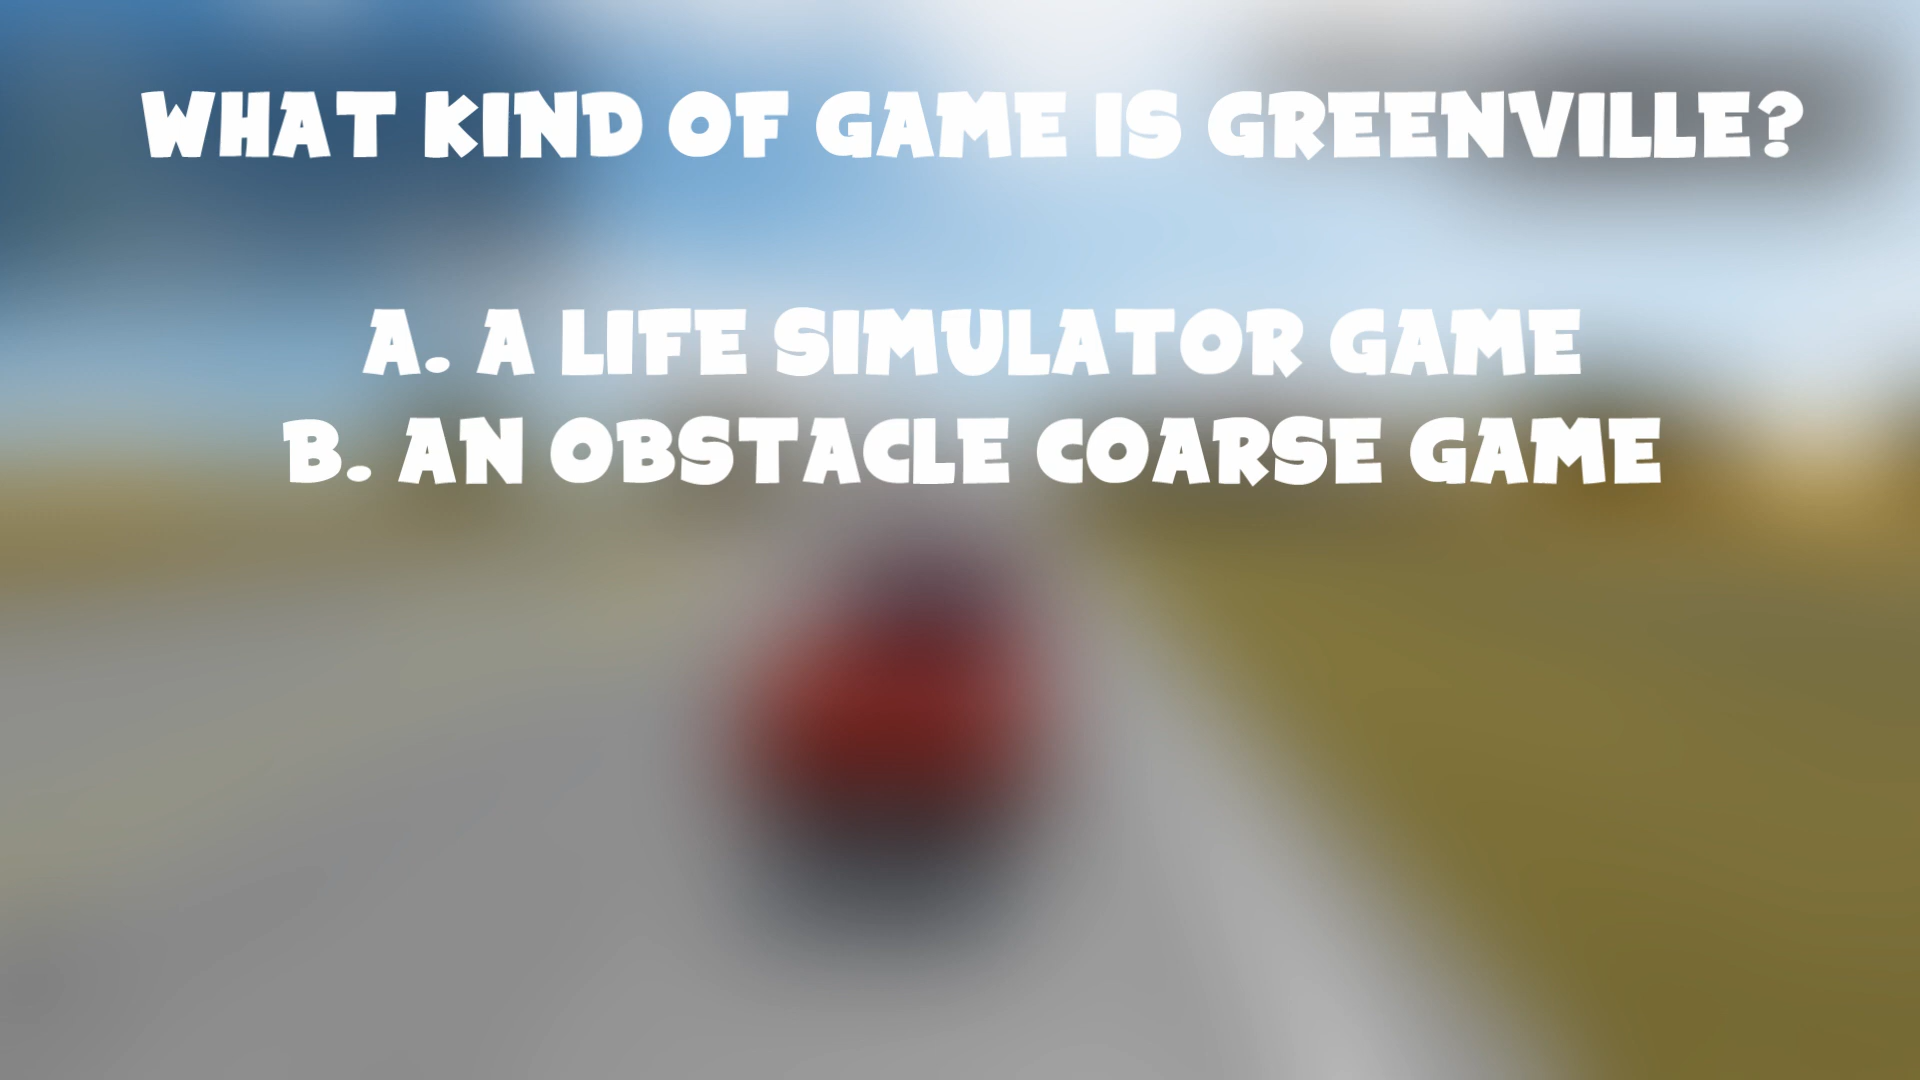 WHAT KIND OF GAME IS GREENVILLE?
A. A LIFE SIMULATOR GAME
B. AN OBSTACLE COARSE GAME